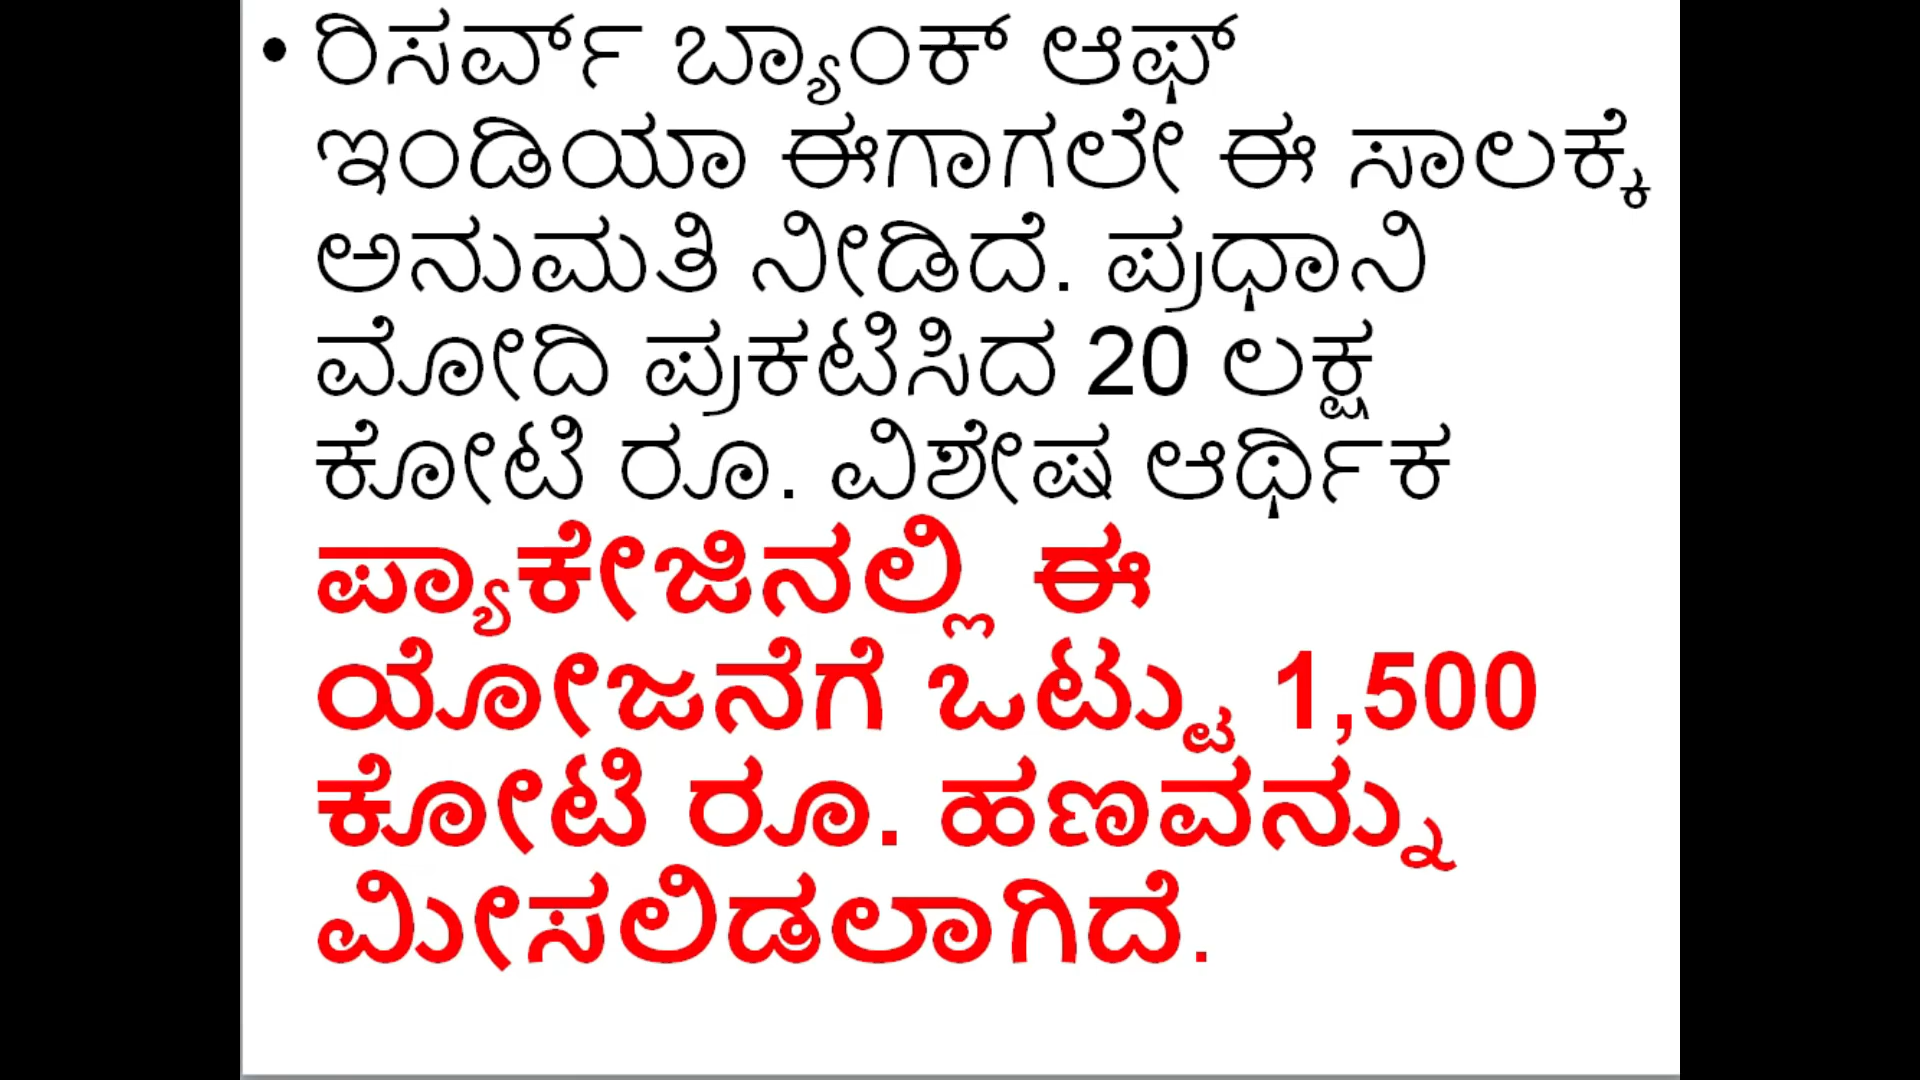 • ರಿಸರ್ವ್ ಬ್ಯಾಂಕ್ ಆಫ್
ಇಂಡಿಯಾ ಈಗಾಗಲೇ ಈ ಸಾಲಕ್ಕೆ
ಅನುಮತಿ ನೀಡಿದೆ. ಪ್ರಧಾನಿ
ಮೋದಿ ಪ್ರಕಟಿಸಿದ 20 ಲಕ್ಷ
ಕೋಟಿ ರೂ. ವಿಶೇಷ ಆರ್ಥಿಕ
ಪ್ಯಾಕೇಜಿನಲ್ಲಿ ಈ
ಯೋಜನೆಗೆ ಒಟ್ಟು 1,500
ಕೋಟಿ ರೂ. ಹಣವನ್ನು
ಮೀಸಲಿಡಲಾಗಿದೆ.